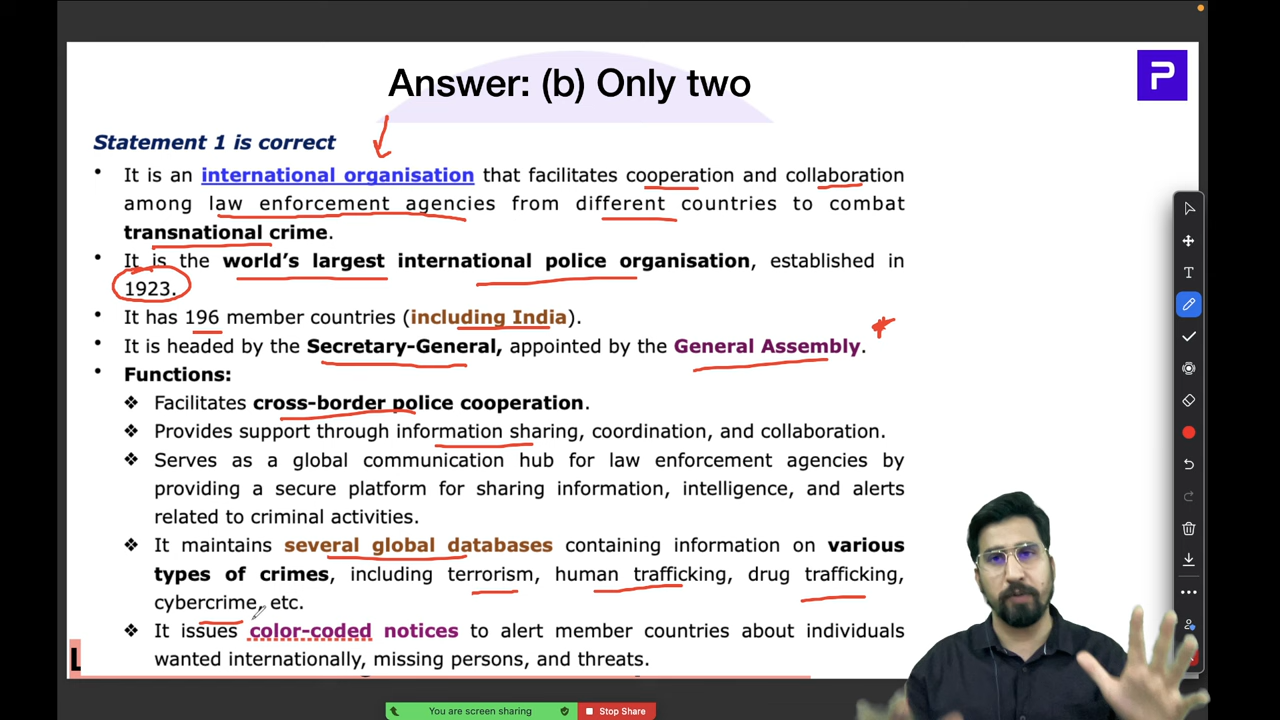 Answer: (b) Only two
P
Statement 1 is correct
• It is an international organisation that facilitates cooperation and collaboration
among law enforcement agencies from different countries to combat
transnational crime.
• It is the world's largest international police organisation, established in
1923.
• It has 196 member countries (including India).
• It is headed by the Secretary-General, appointed by the General Assembly.
• Functions:
❖ Facilitates cross-border police cooperation.
❖ Provides support through information sharing, coordination, and collaboration.
❖ Serves as a global communication hub for law enforcement agencies by
providing a secure platform for sharing information, intelligence, and alerts
related to criminal activities.
❖ It maintains several global databases containing information on various
types of crimes, including terrorism, human trafficking, drug trafficking,
cybercrime, etc.
❖ It issues color-coded notices to alert member countries about individuals
wanted internationally, missing persons, and threats.
T
You are screen sharing
Stop Share